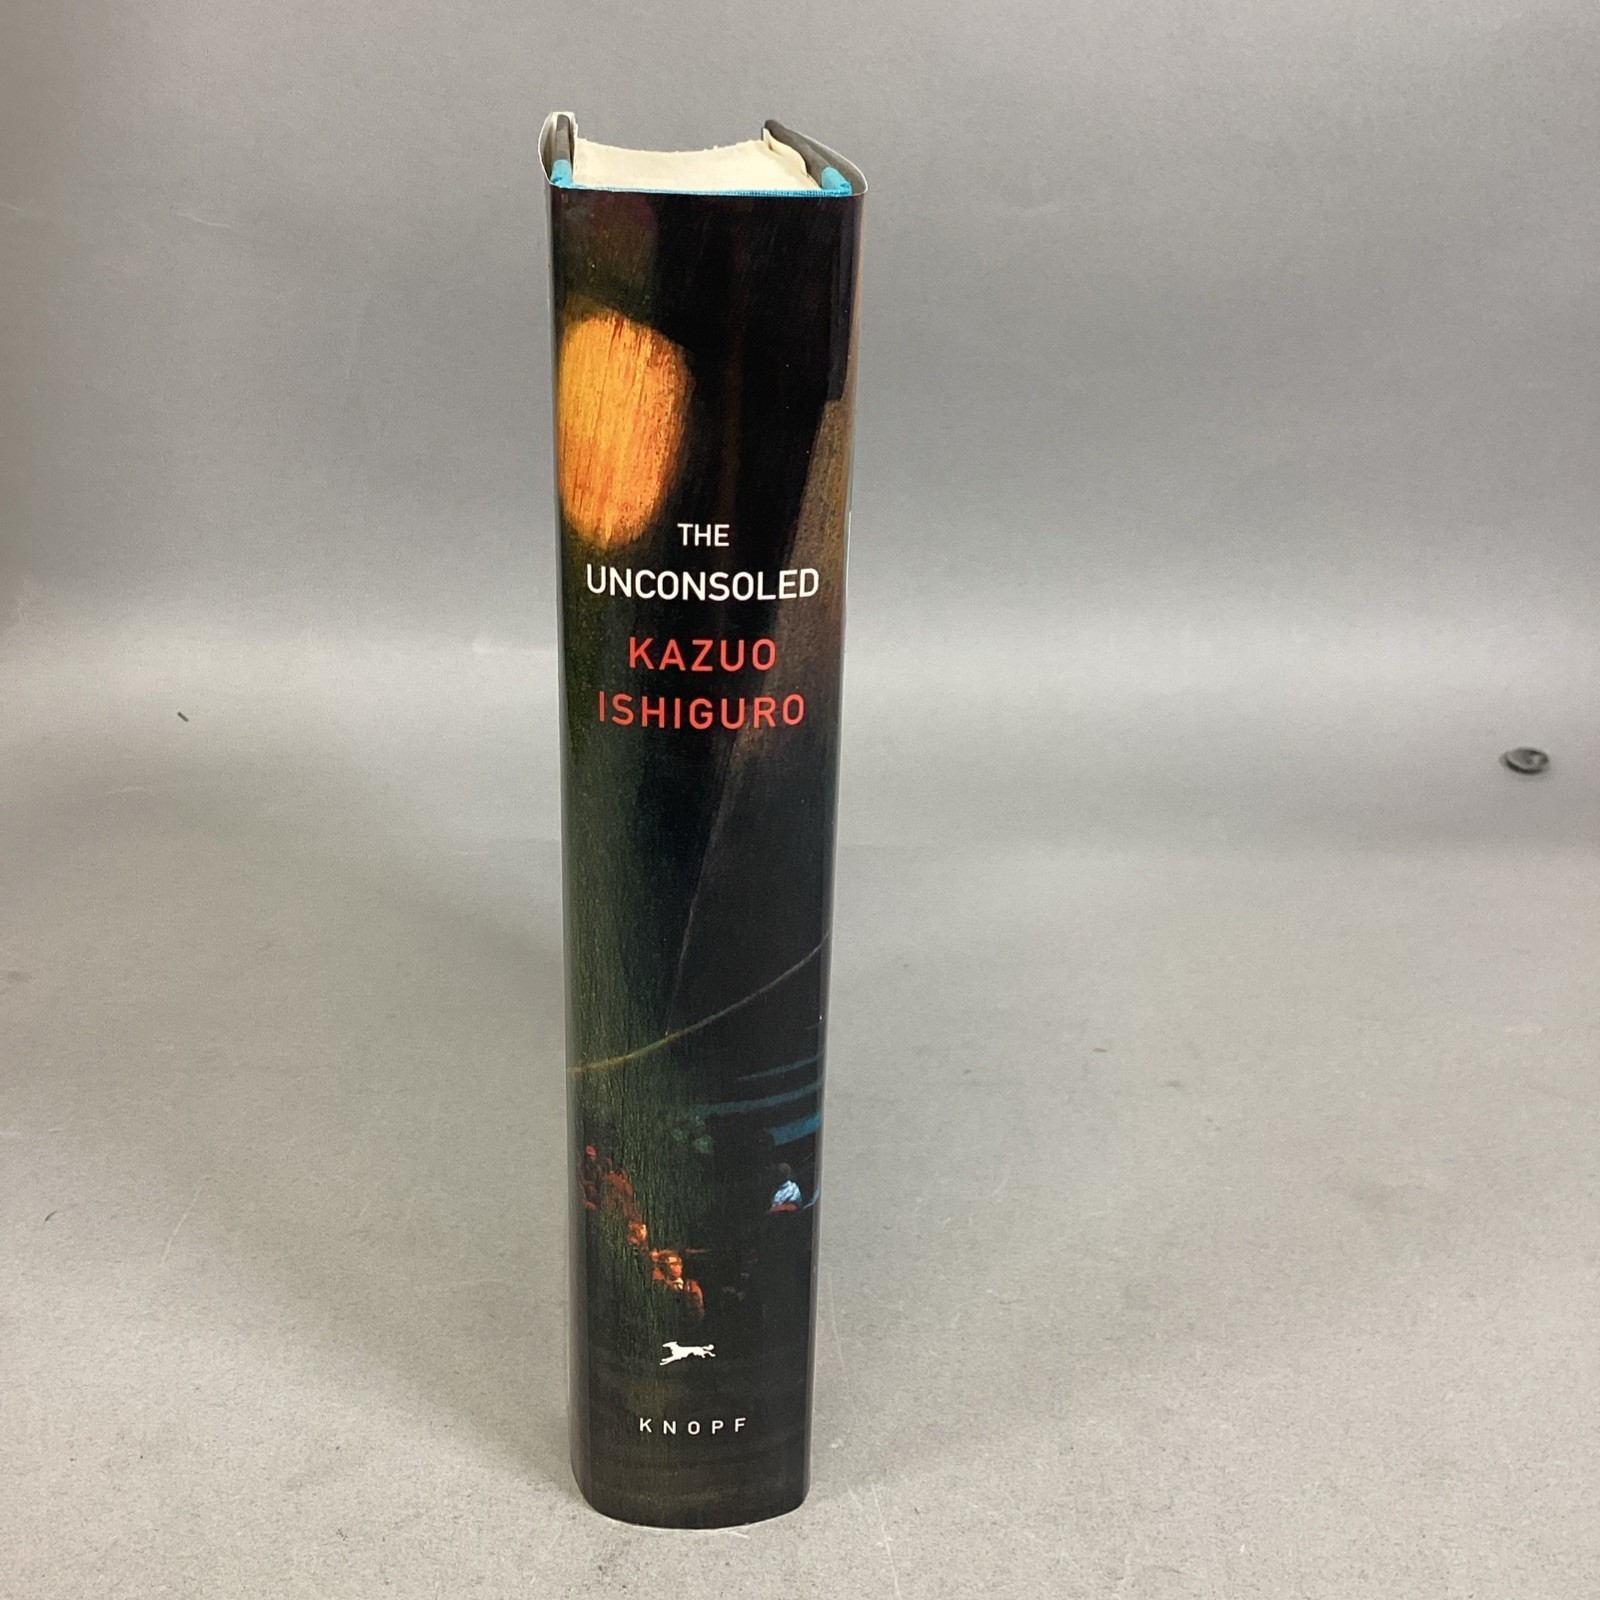 THE
UNCONSOLED
KAZUO
ISHIGURO
KNOPF